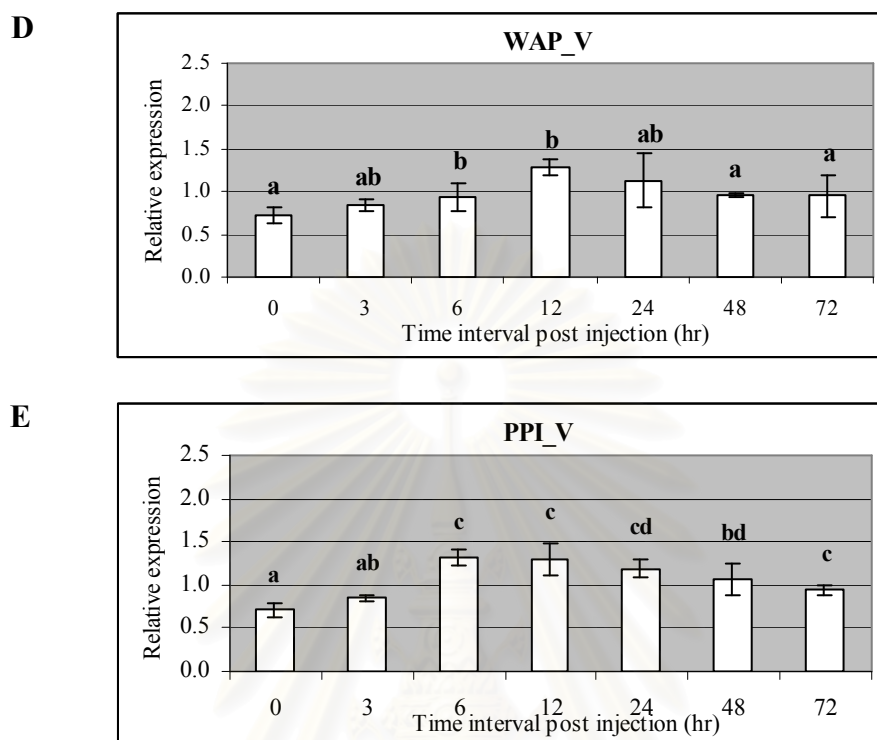 D
WAP_V
2.5
2.0
1.5
1.0
0.5
0.0
Relative expression
a ab b b ab a a
0 3 6 12 24 48 72
Time interval post injection (hr)
E
PPI_V
2.5
2.0
1.5
1.0
0.5
0.0
Relative expression
a ab c c cd bd c
0 3 6 12 24 48 72
Time interval post injection (hr)